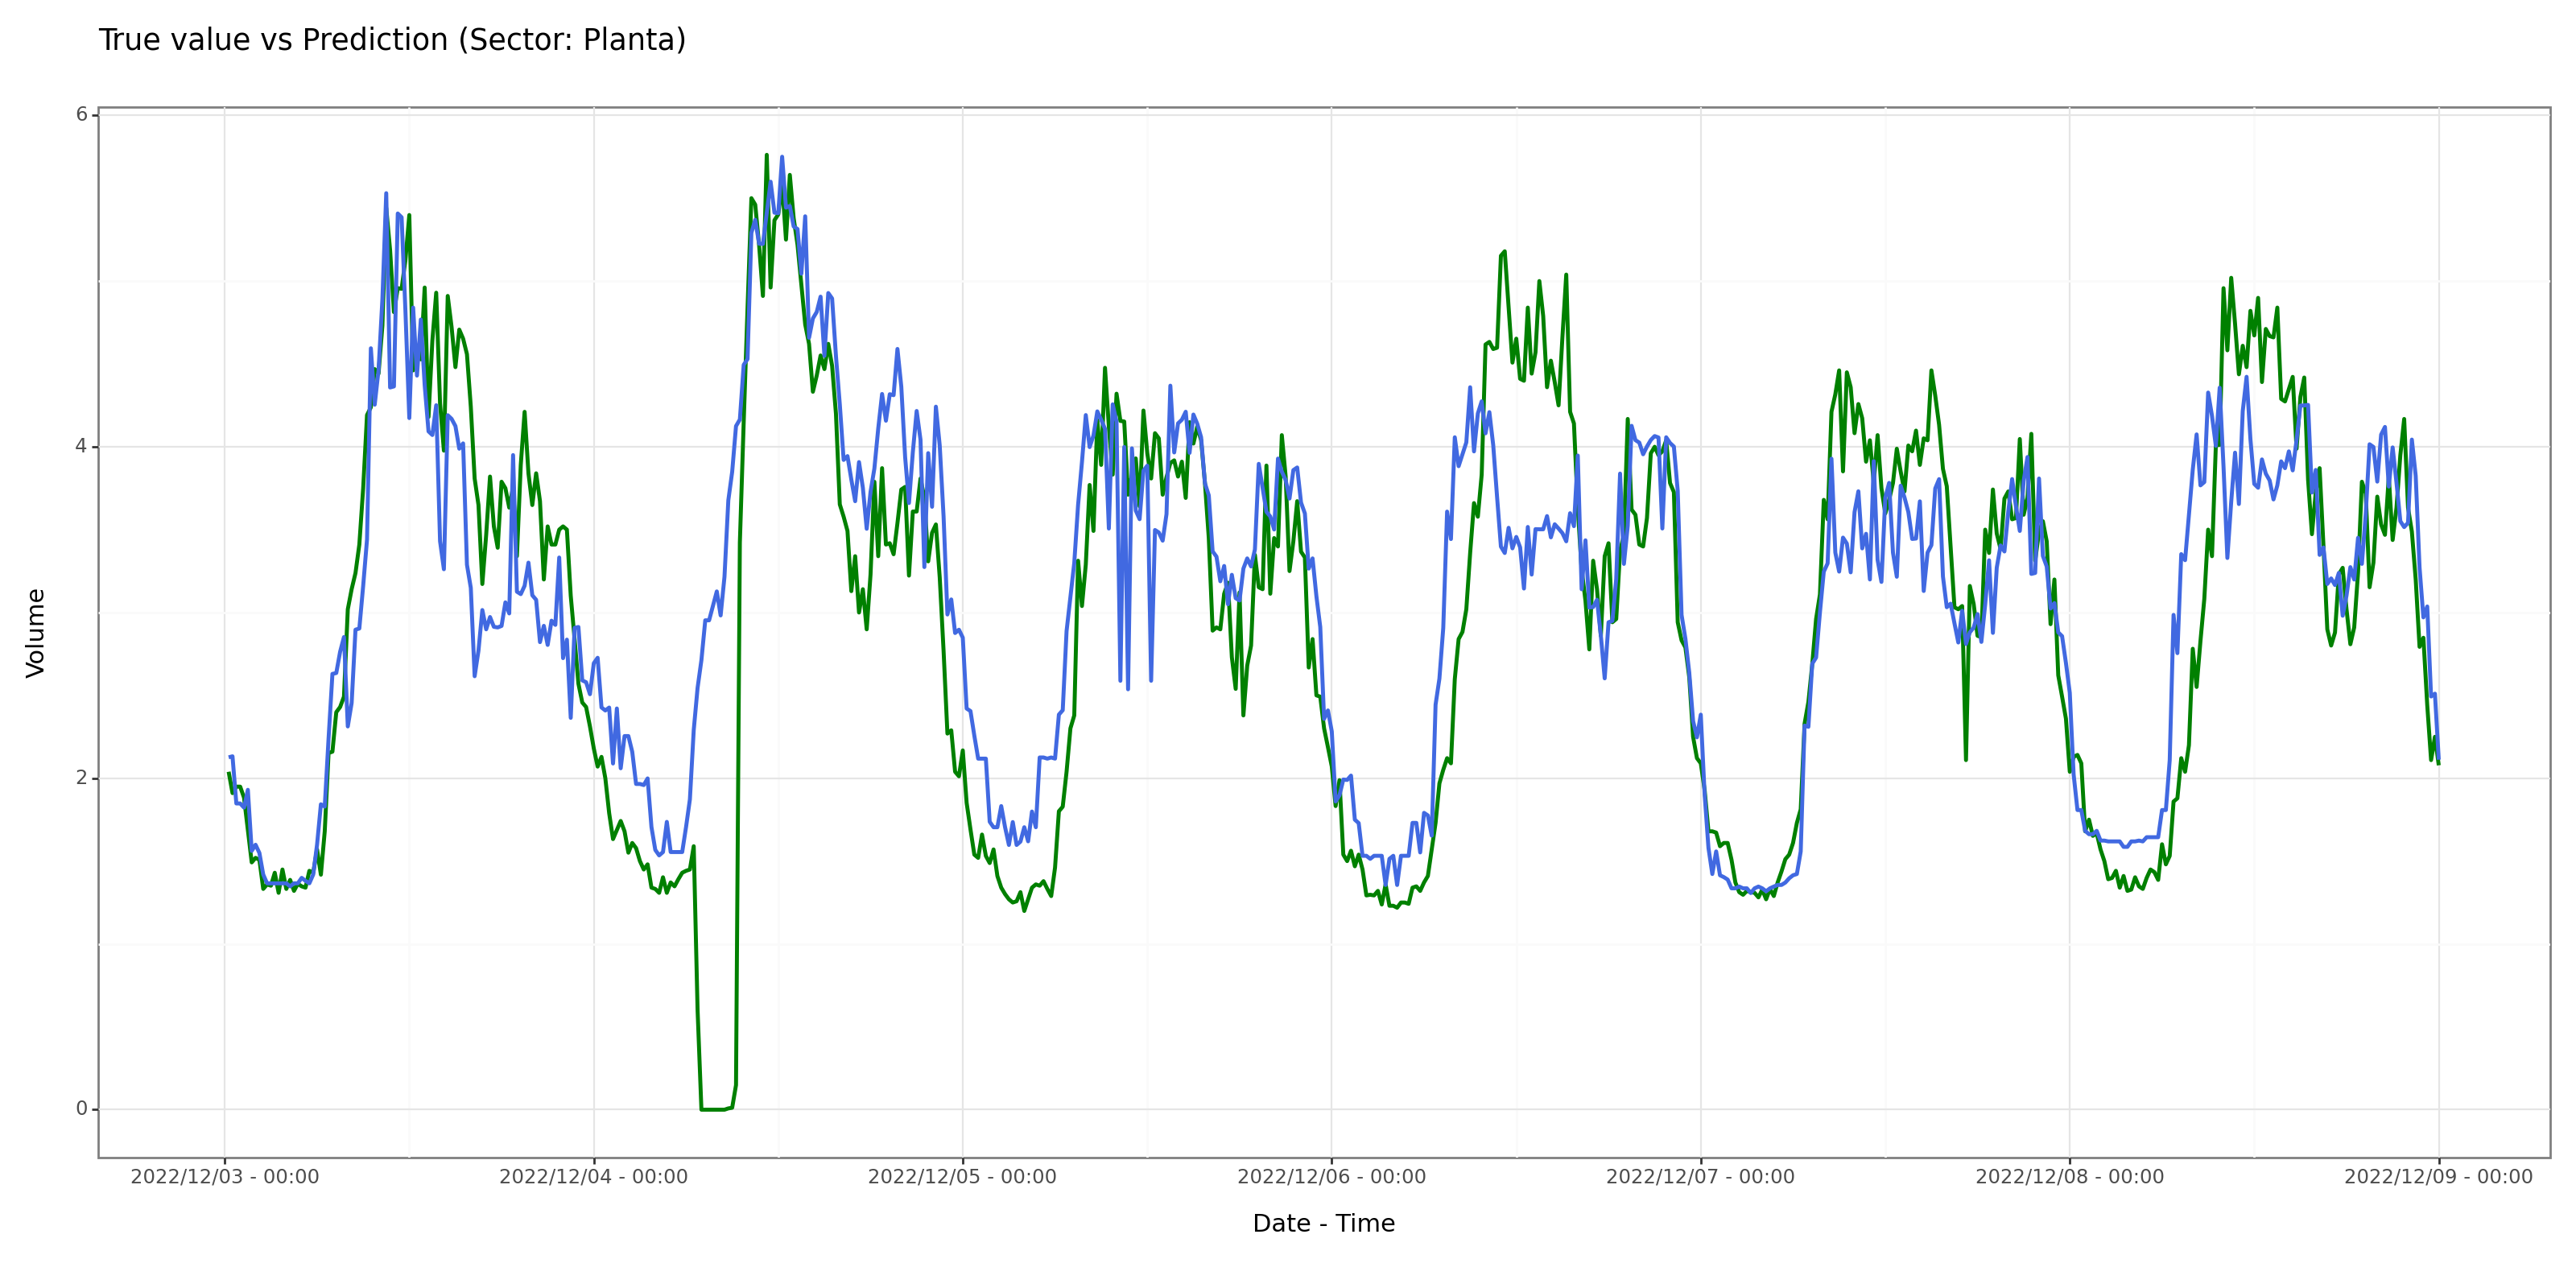 True value vs Prediction (Sector: Planta)
6
4
2
0
Volume
2022/12/03 - 00:00 2022/12/04 - 00:00 2022/12/05 - 00:00 2022/12/06 - 00:00 2022/12/07 - 00:00 2022/12/08 - 00:00 2022/12/09 - 00:00
Date - Time